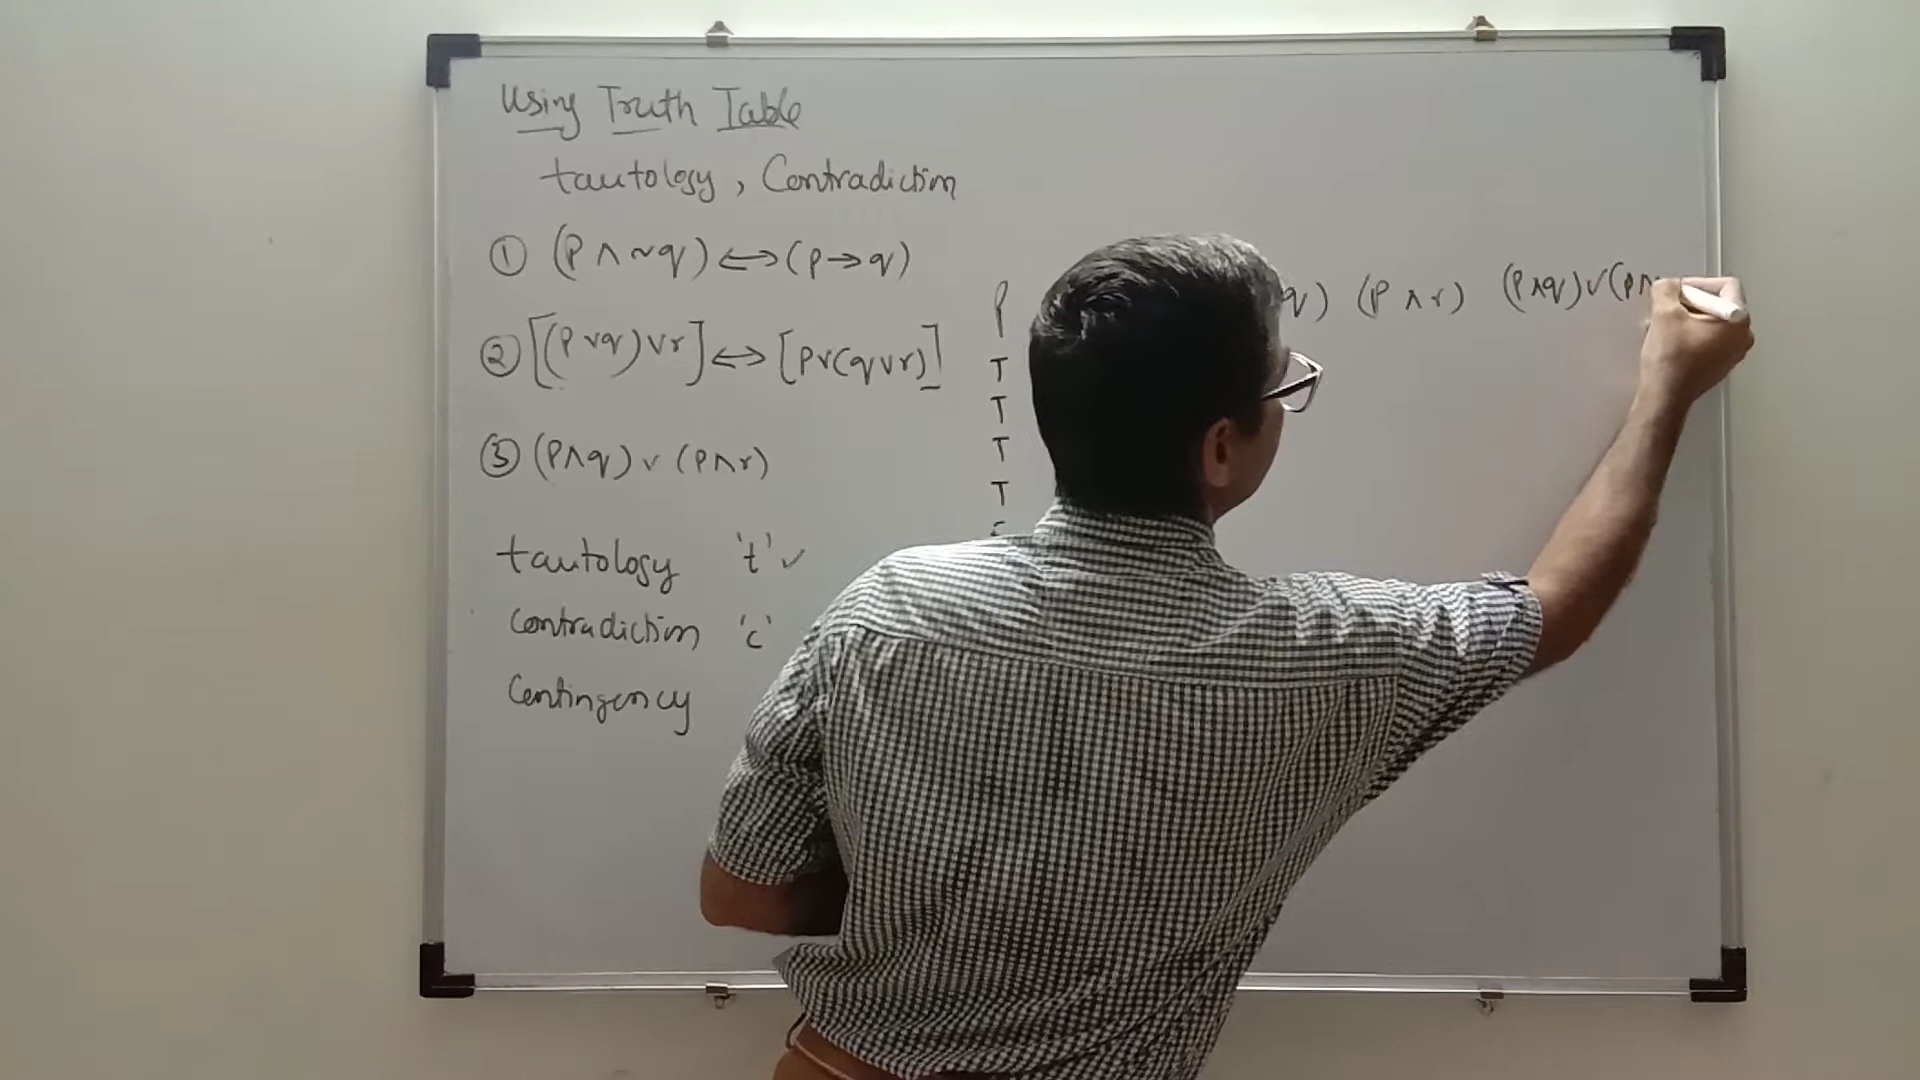 Using Truth Table
tautology, Contradiction
① (P ∧ ~q) ⟷ (p → q)
② [(P ∨ q) ∨ r] ⟷ [P ∨ (q ∨ r)]
③ (P ∧ q) ∨ (P ∧ r)
tautology 't' ✓
Contradiction 'c'
Contingency
P q) (P ∧ r) (P ∧ q) ∨ (P ∧
T
T
T
T